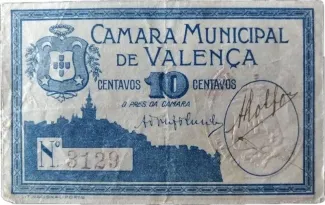 CAMARA MUNICIPAL
DE VALENÇA
CENTAVOS 10 CENTAVOS
O PRES DA CAMARA
Nº 3129